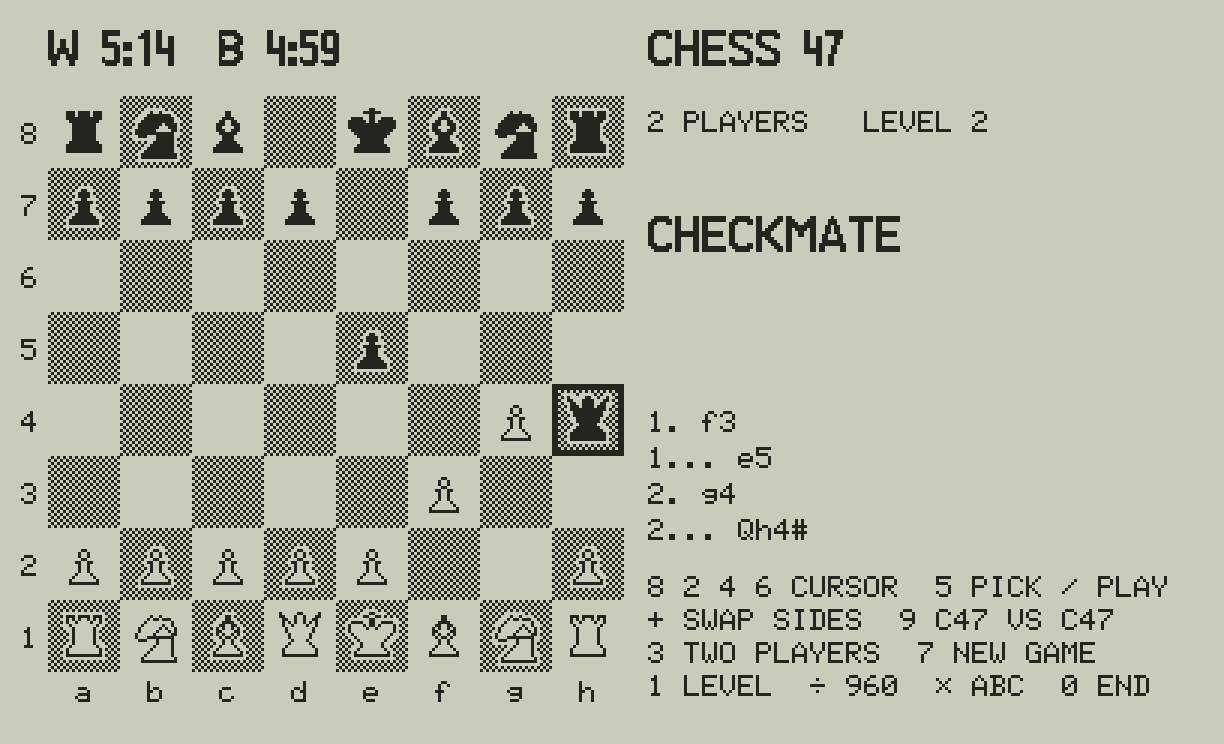 W 5:14 B 4:59
CHESS 47
2 PLAYERS LEVEL 2
CHECKMATE
8
7
6
5
4
3
2
1
a b c d e f g h
1. f3
1... e5
2. g4
2... Qh4#
8 2 4 6 CURSOR 5 PICK / PLAY
+ SWAP SIDES 9 C47 VS C47
3 TWO PLAYERS 7 NEW GAME
1 LEVEL ÷ 960 × ABC 0 END